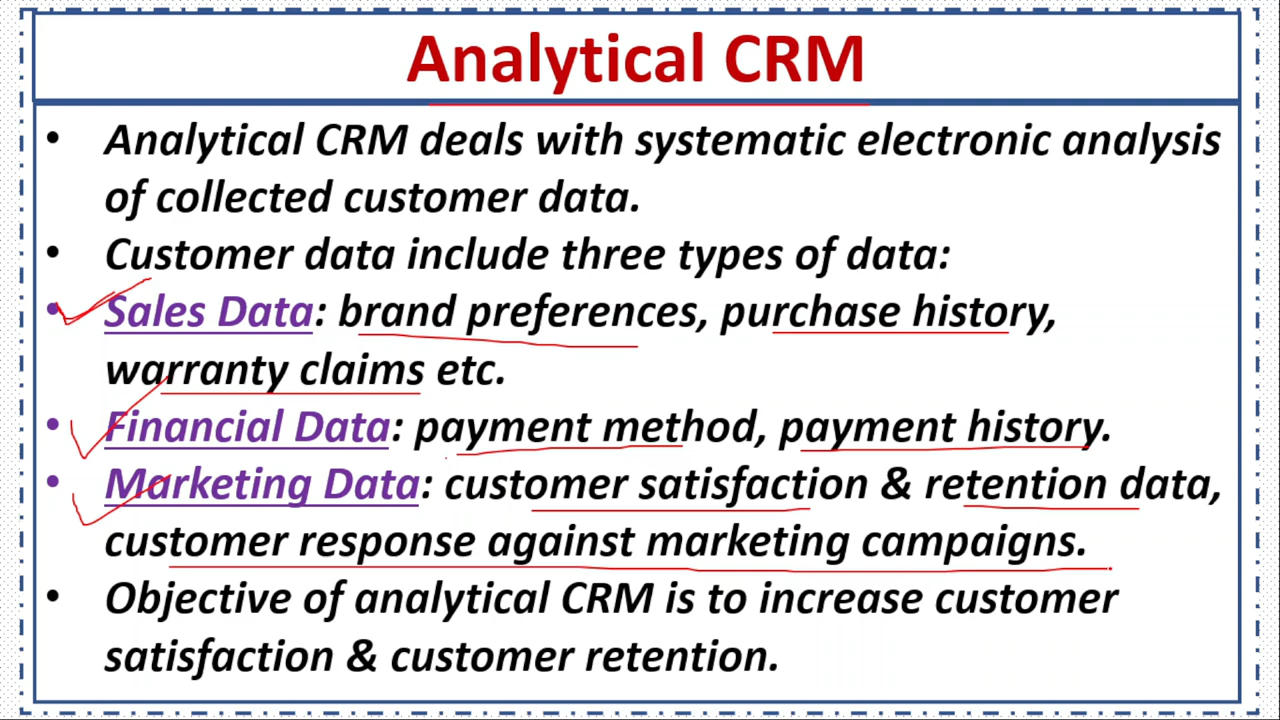 Analytical CRM
• Analytical CRM deals with systematic electronic analysis
of collected customer data.
• Customer data include three types of data:
• Sales Data: brand preferences, purchase history,
warranty claims etc.
• Financial Data: payment method, payment history.
• Marketing Data: customer satisfaction & retention data,
customer response against marketing campaigns.
• Objective of analytical CRM is to increase customer
satisfaction & customer retention.